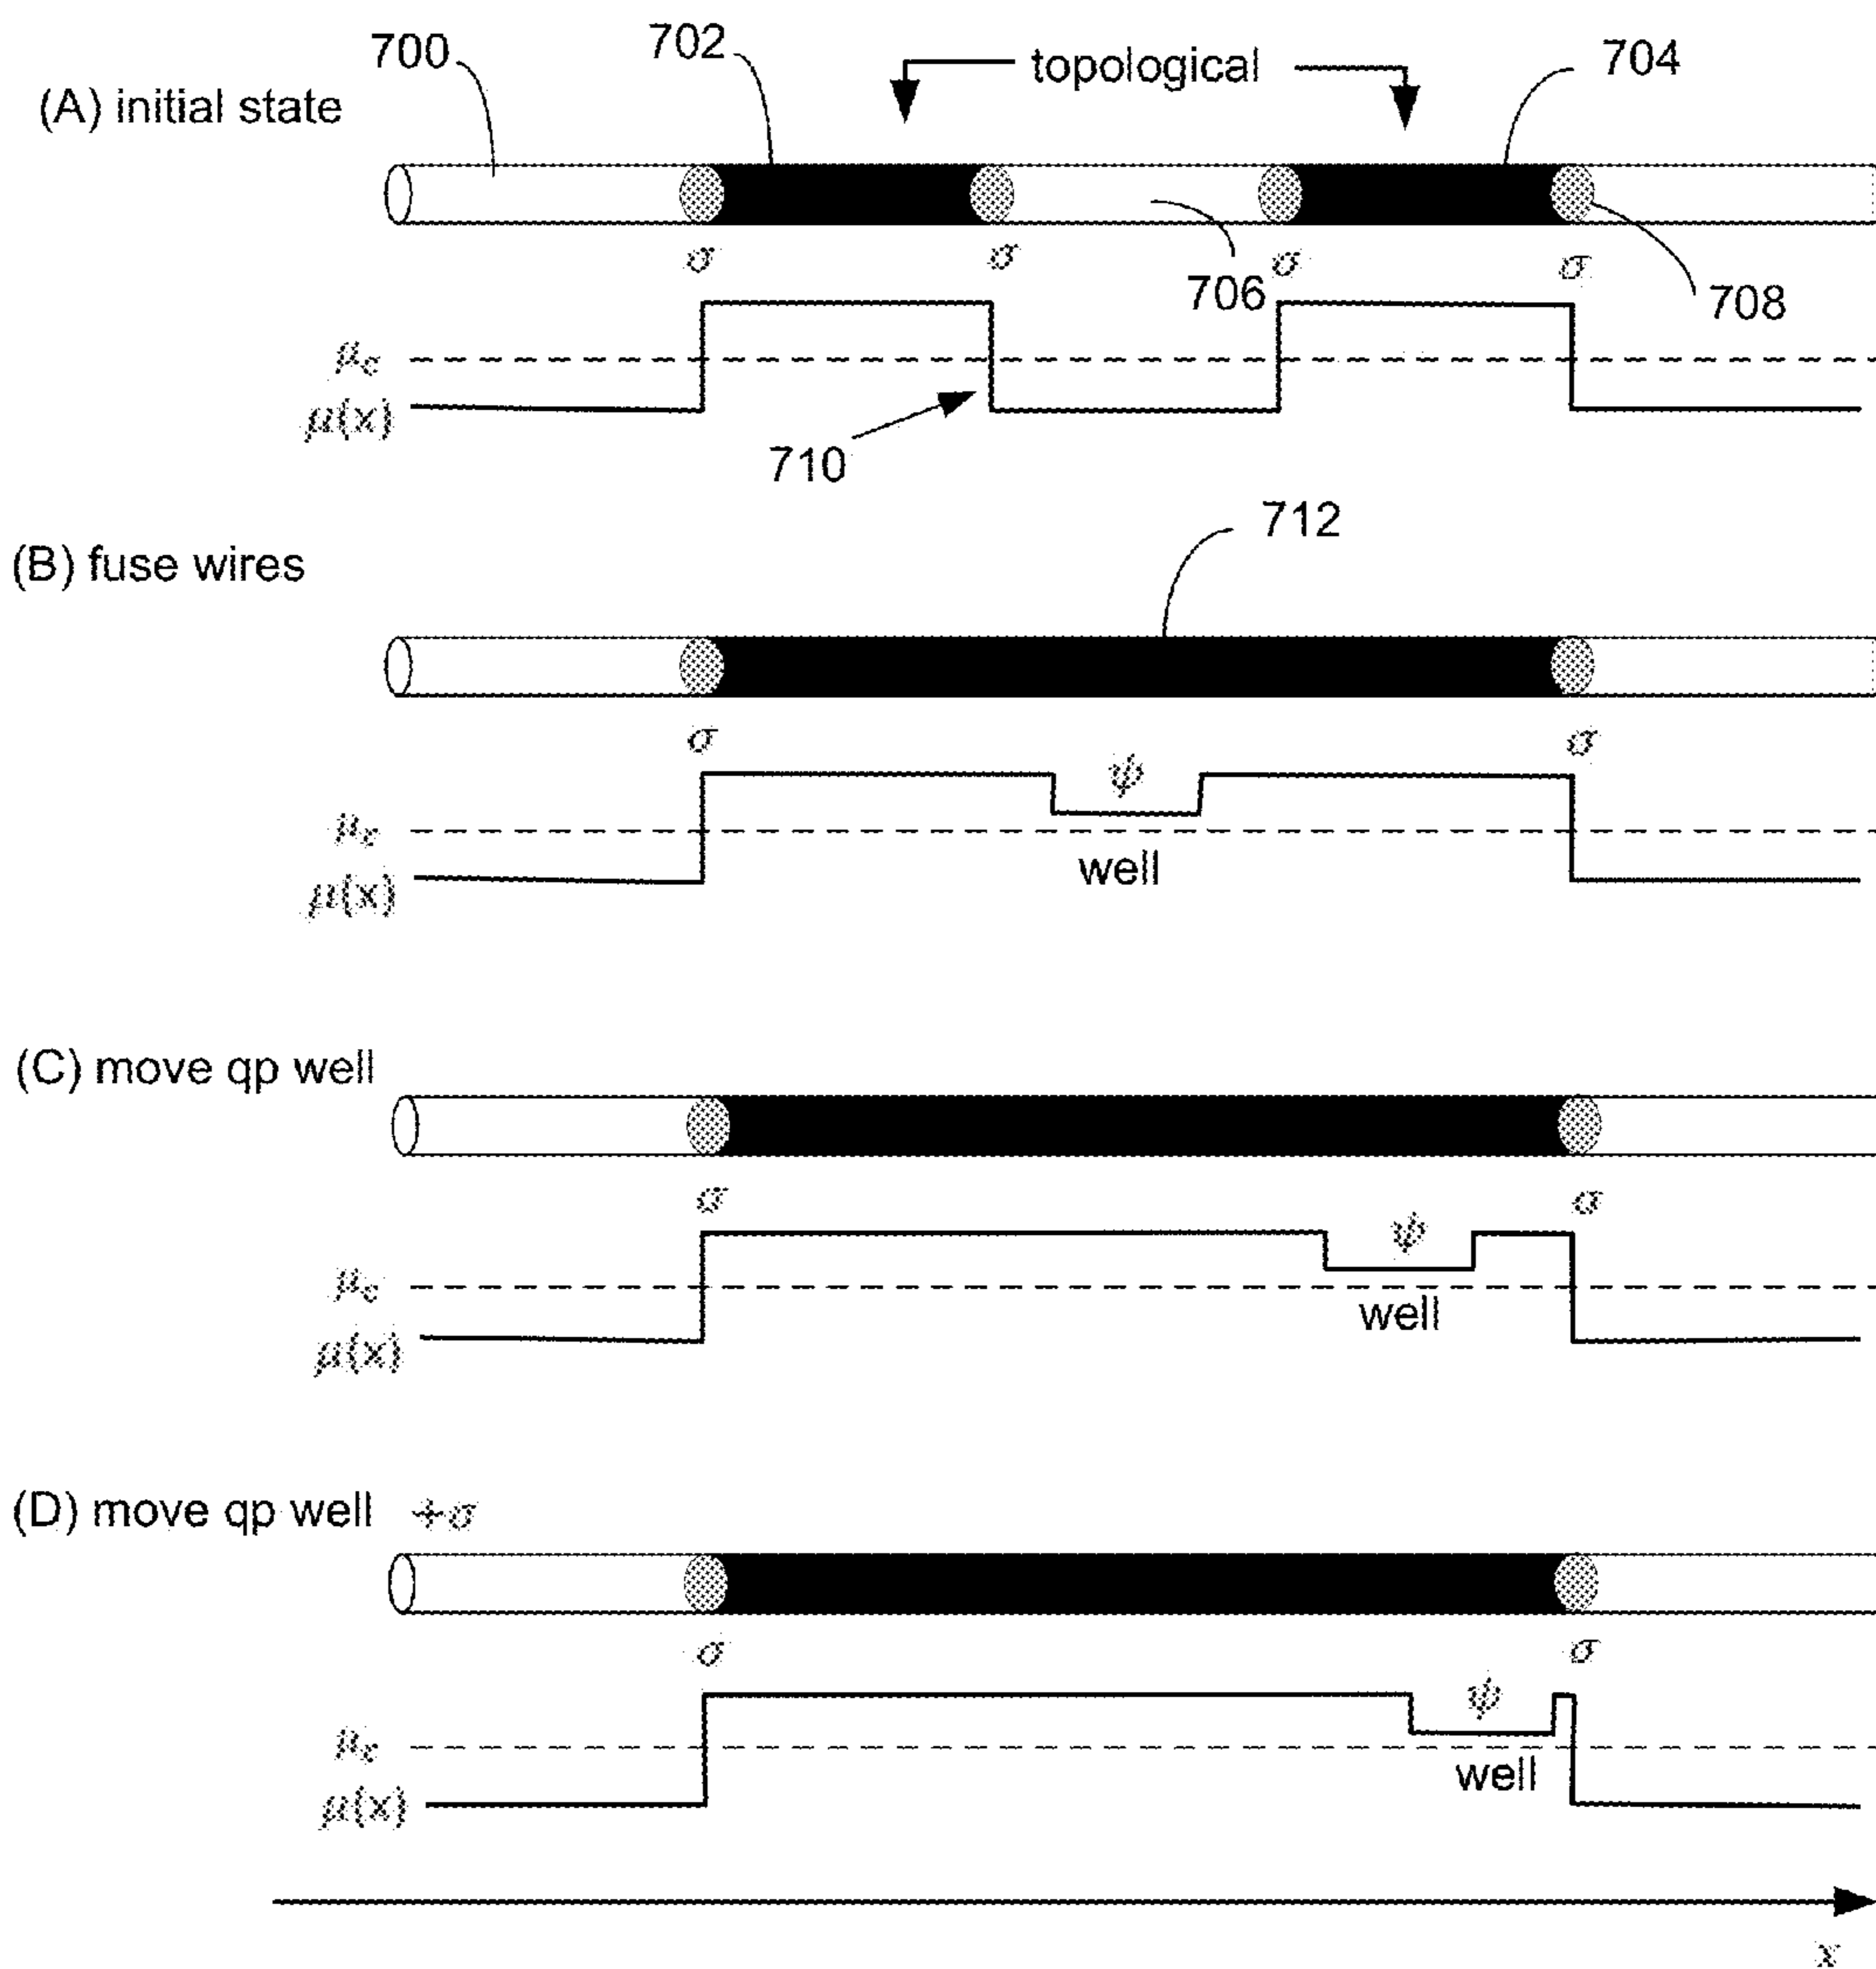 700
702
topological
704
(A) initial state
σ
σ
σ
σ
706
708
μc
μ(x)
710
712
(B) fuse wires
σ
σ
ψ
μc
well
μ(x)
(C) move qp well
σ
σ
ψ
μc
well
μ(x)
(D) move qp well +σ
σ
σ
ψ
μc
well
μ(x)
x